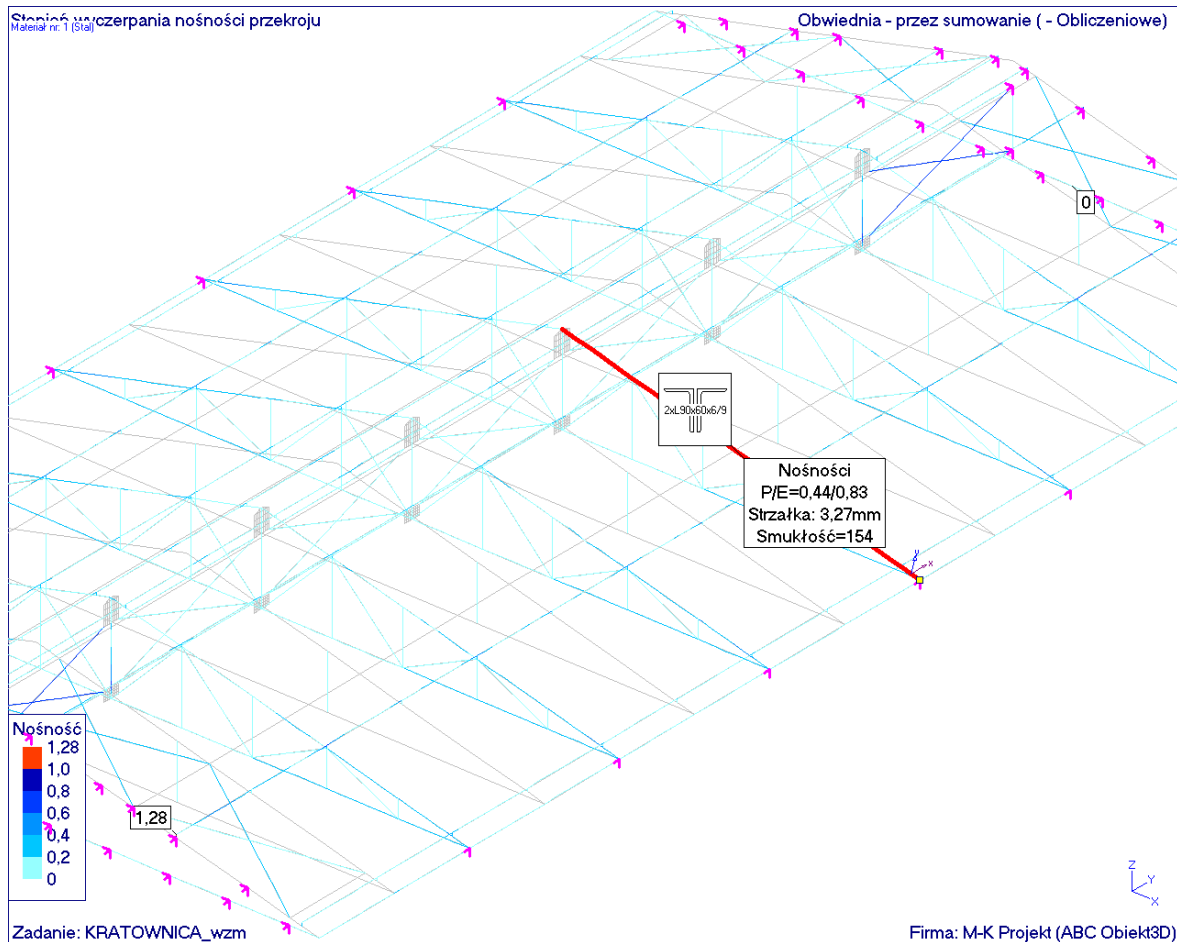 Stopień wyczerpania nośności przekroju
Obwiednia - przez sumowanie ( - Obliczeniowe)
Materiał nr: 1 (Stal)
0
2xL90x60x6/9
Nośności
P/E=0,44/0,83
Strzałka: 3,27mm
Smukłość=154
y
x
Nośność
1,28
1,0
0,8
0,6
0,4
0,2
0
1,28
Z
Y
X
Zadanie: KRATOWNICA_wzm
Firma: M-K Projekt (ABC Obiekt3D)